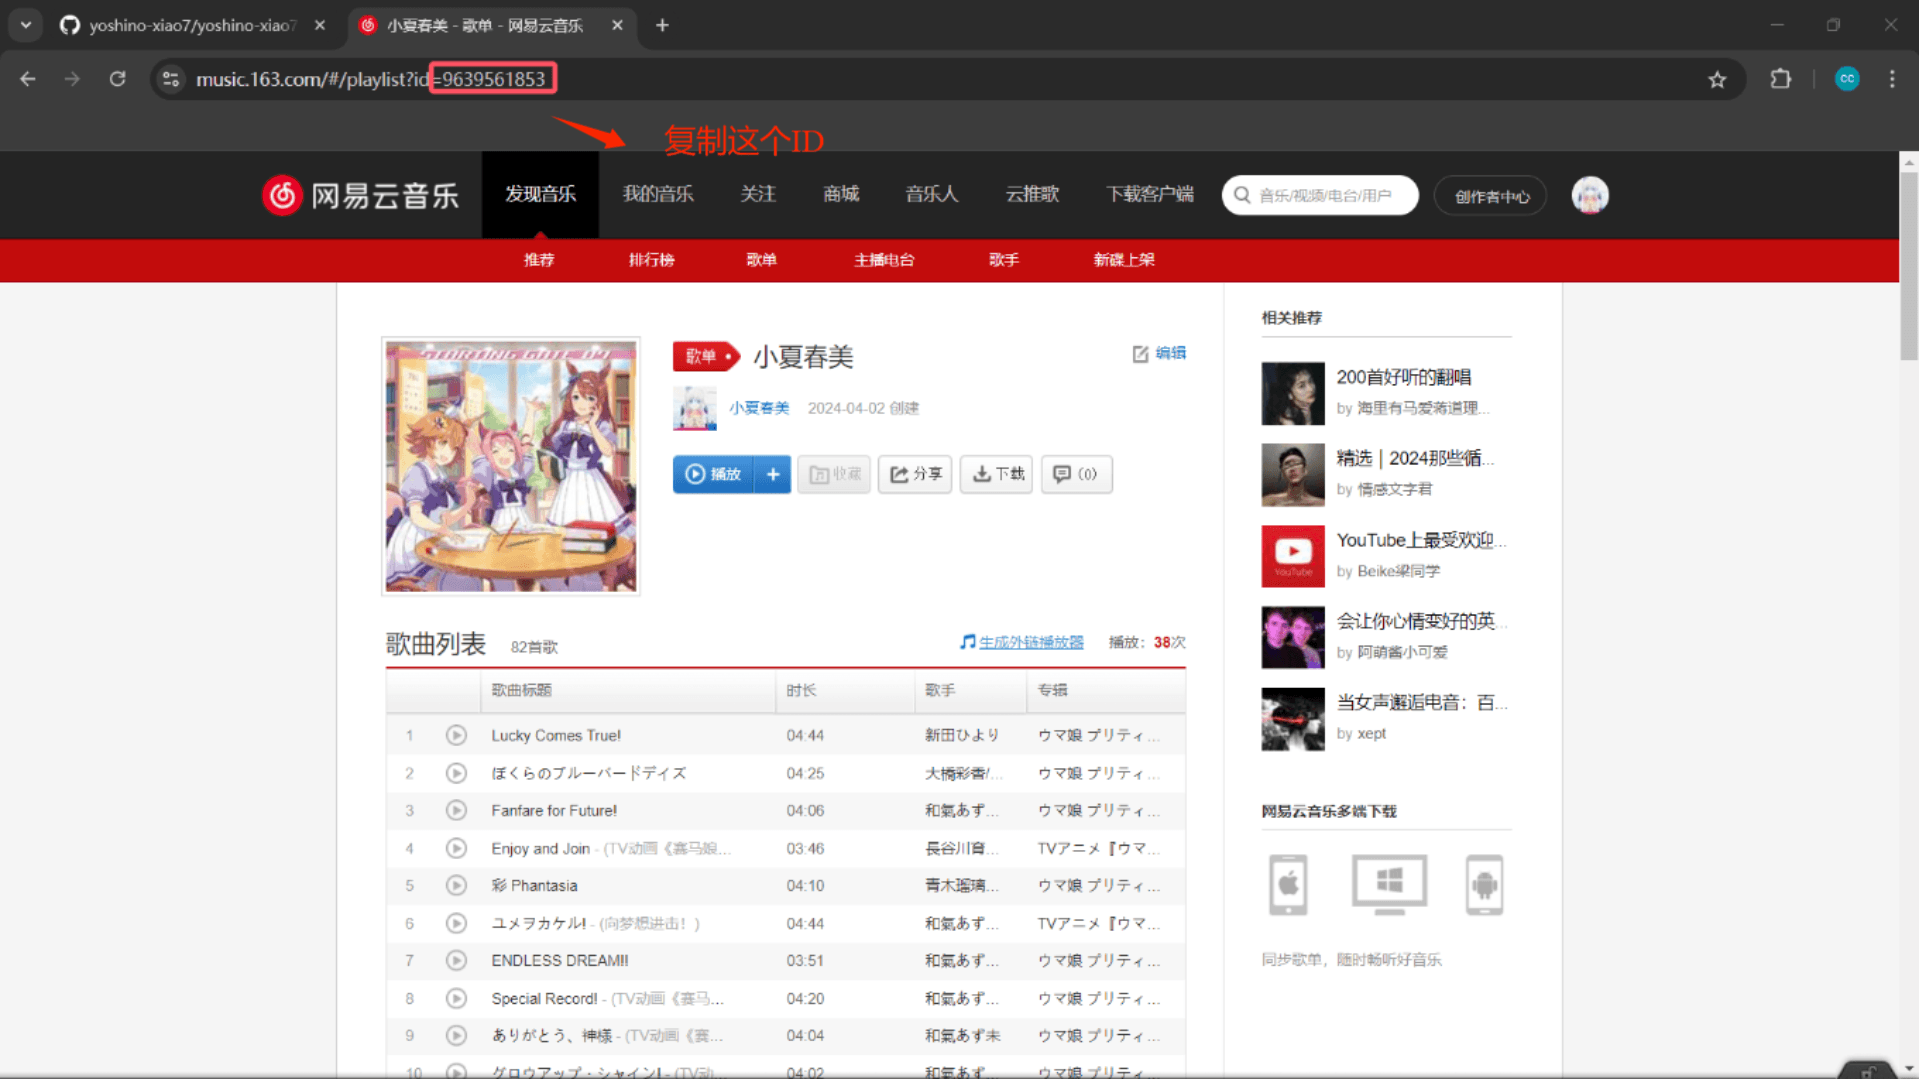 yoshino-xiao7/yoshino-xiao7
小夏春美 - 歌单 - 网易云音乐
music.163.com/#/playlist?id=9639561853
cc
复制这个ID
网易云音乐
发现音乐
我的音乐
关注
商城
音乐人
云推歌
下载客户端
音乐/视频/电台/用户
创作者中心
推荐
排行榜
歌单
主播电台
歌手
新碟上架
STARTING GATE 07
歌单
小夏春美
编辑
小夏春美 2024-04-02 创建
播放
收藏
分享
下载
(0)
歌曲列表 82首歌
生成外链播放器
播放：38次
歌曲标题 时长 歌手 专辑
1 Lucky Comes True! 04:44 新田ひより ウマ娘 プリティ...
2 ぼくらのブルーバードデイズ 04:25 大橋彩香/... ウマ娘 プリティ...
3 Fanfare for Future! 04:06 和氣あず... ウマ娘 プリティ...
4 Enjoy and Join - (TV动画《赛马娘... 03:46 長谷川育... TVアニメ『ウマ...
5 彩 Phantasia 04:10 青木瑠璃... ウマ娘 プリティ...
6 ユメヲカケル! - (向梦想进击！) 04:44 和氣あず... TVアニメ『ウマ...
7 ENDLESS DREAM!! 03:51 和氣あず... ウマ娘 プリティ...
8 Special Record! - (TV动画《赛马... 04:20 和氣あず... ウマ娘 プリティ...
9 ありがとう、神様 - (TV动画《赛... 04:04 和氣あず未 ウマ娘 プリティ...
10 グロウアップ・シャイン! - (TV动... 04:02 和氣あず... ウマ娘 プリティ...
相关推荐
200首好听的翻唱
by 海里有马爱蒋道理...
精选 | 2024那些循...
by 情感文字君
YouTube
YouTube上最受欢迎...
by Beike梁同学
会让你心情变好的英...
by 阿萌酱小可爱
当女声邂逅电音：百...
by xept
网易云音乐多端下载
同步歌单，随时畅听好音乐